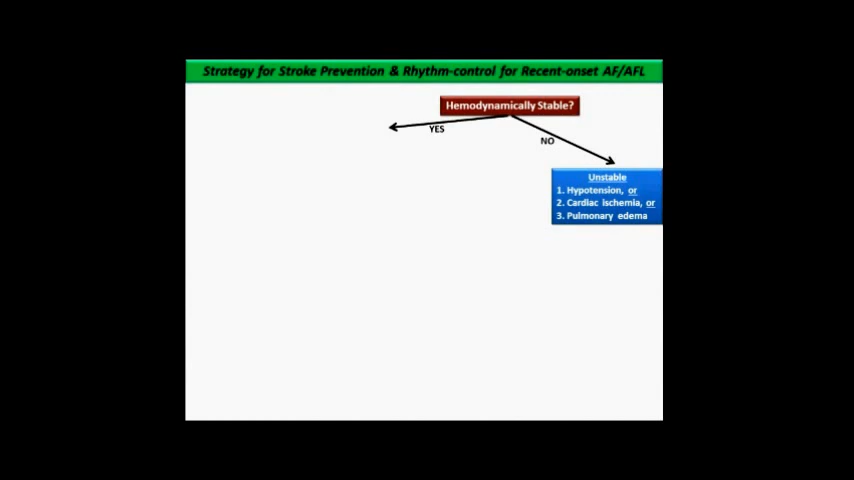 Strategy for Stroke Prevention & Rhythm-control for Recent-onset AF/AFL
Hemodynamically Stable?
YES
NO
Unstable
1. Hypotension, or
2. Cardiac ischemia, or
3. Pulmonary edema